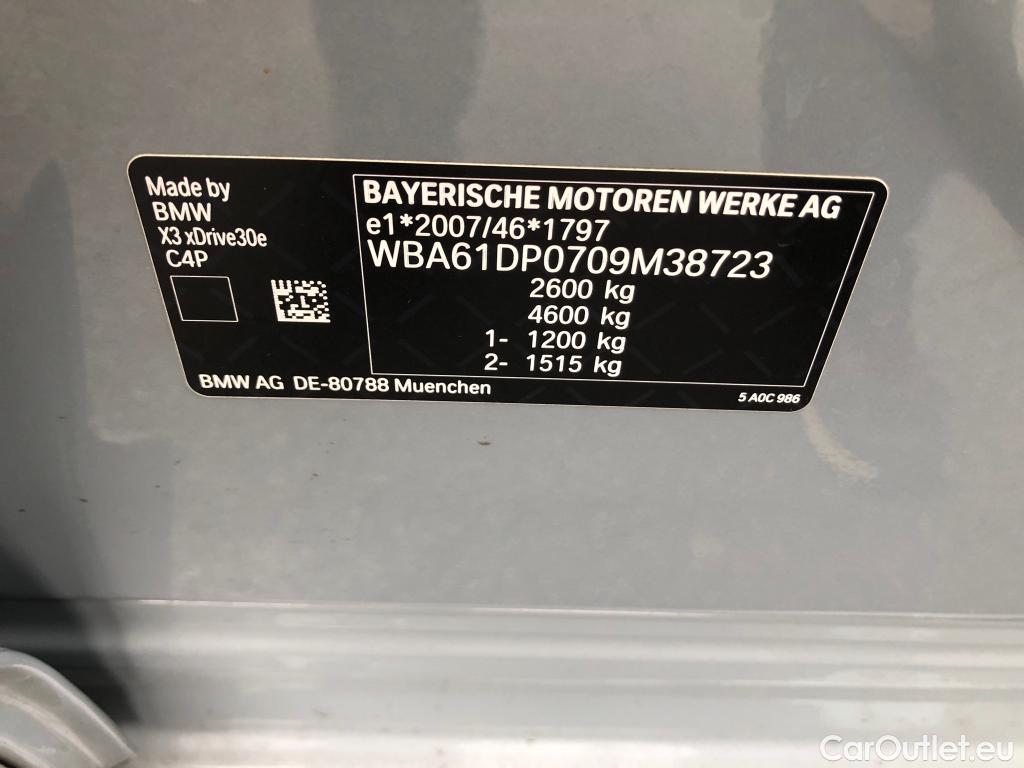 Made by
BMW
X3 xDrive30e
C4P
BAYERISCHE MOTOREN WERKE AG
e1*2007/46*1797
WBA61DP0709M38723
2600 kg
4600 kg
1- 1200 kg
2- 1515 kg
BMW AG DE-80788 Muenchen
5 A0C 986
CarOutlet.eu